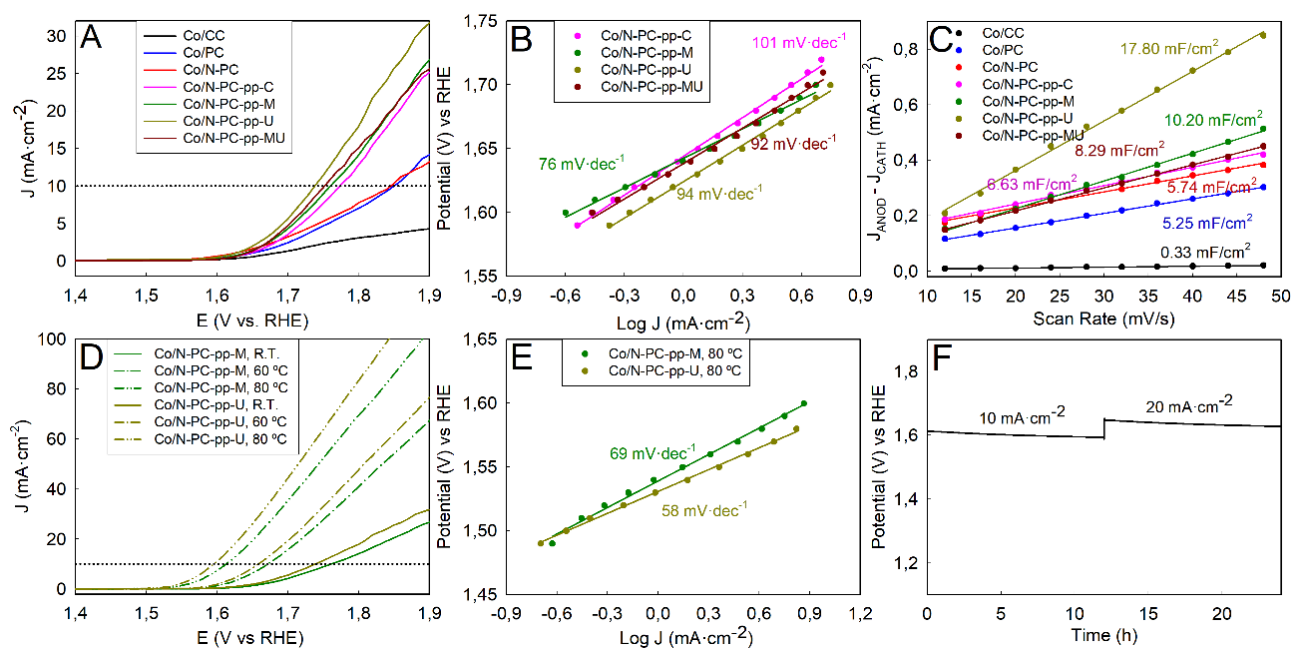 A
J (mA·cm⁻²)
30
25
20
15
10
5
0
Co/CC
Co/PC
Co/N-PC
Co/N-PC-pp-C
Co/N-PC-pp-M
Co/N-PC-pp-U
Co/N-PC-pp-MU
1,4 1,5 1,6 1,7 1,8 1,9
E (V vs. RHE)
B
Potential (V) vs RHE
1,75
1,70
1,65
1,60
1,55
Co/N-PC-pp-C
Co/N-PC-pp-M
Co/N-PC-pp-U
Co/N-PC-pp-MU
101 mV·dec⁻¹
76 mV·dec⁻¹
92 mV·dec⁻¹
94 mV·dec⁻¹
-0,6 -0,3 0,0 0,3 0,6 0,9
Log J (mA·cm⁻²)
C
J_ANOD - J_CATH (mA·cm⁻²)
0,8
0,6
0,4
0,2
0,0
Co/CC
Co/PC
Co/N-PC
Co/N-PC-pp-C
Co/N-PC-pp-M
Co/N-PC-pp-U
Co/N-PC-pp-MU
17.80 mF/cm²
10.20 mF/cm²
8.29 mF/cm²
6.63 mF/cm²
5.74 mF/cm²
5.25 mF/cm²
0.33 mF/cm²
10 15 20 25 30 35 40 45 50
Scan Rate (mV/s)
D
J (mA·cm⁻²)
100
80
60
40
20
0
Co/N-PC-pp-M, R.T.
Co/N-PC-pp-M, 60 ºC
Co/N-PC-pp-M, 80 ºC
Co/N-PC-pp-U, R.T.
Co/N-PC-pp-U, 60 ºC
Co/N-PC-pp-U, 80 ºC
1,4 1,5 1,6 1,7 1,8 1,9
E (V vs RHE)
E
Potential (V) vs RHE
1,60
1,55
1,50
1,45
Co/N-PC-pp-M, 80 ºC
Co/N-PC-pp-U, 80 ºC
69 mV·dec⁻¹
58 mV·dec⁻¹
-0,9 -0,6 -0,3 0,0 0,3 0,6 0,9
Log J (mA·cm⁻²)
F
Potential (V) vs RHE
1,8
1,6
1,4
1,2
10 mA·cm⁻²
20 mA·cm⁻²
0 10 20
Time (h)